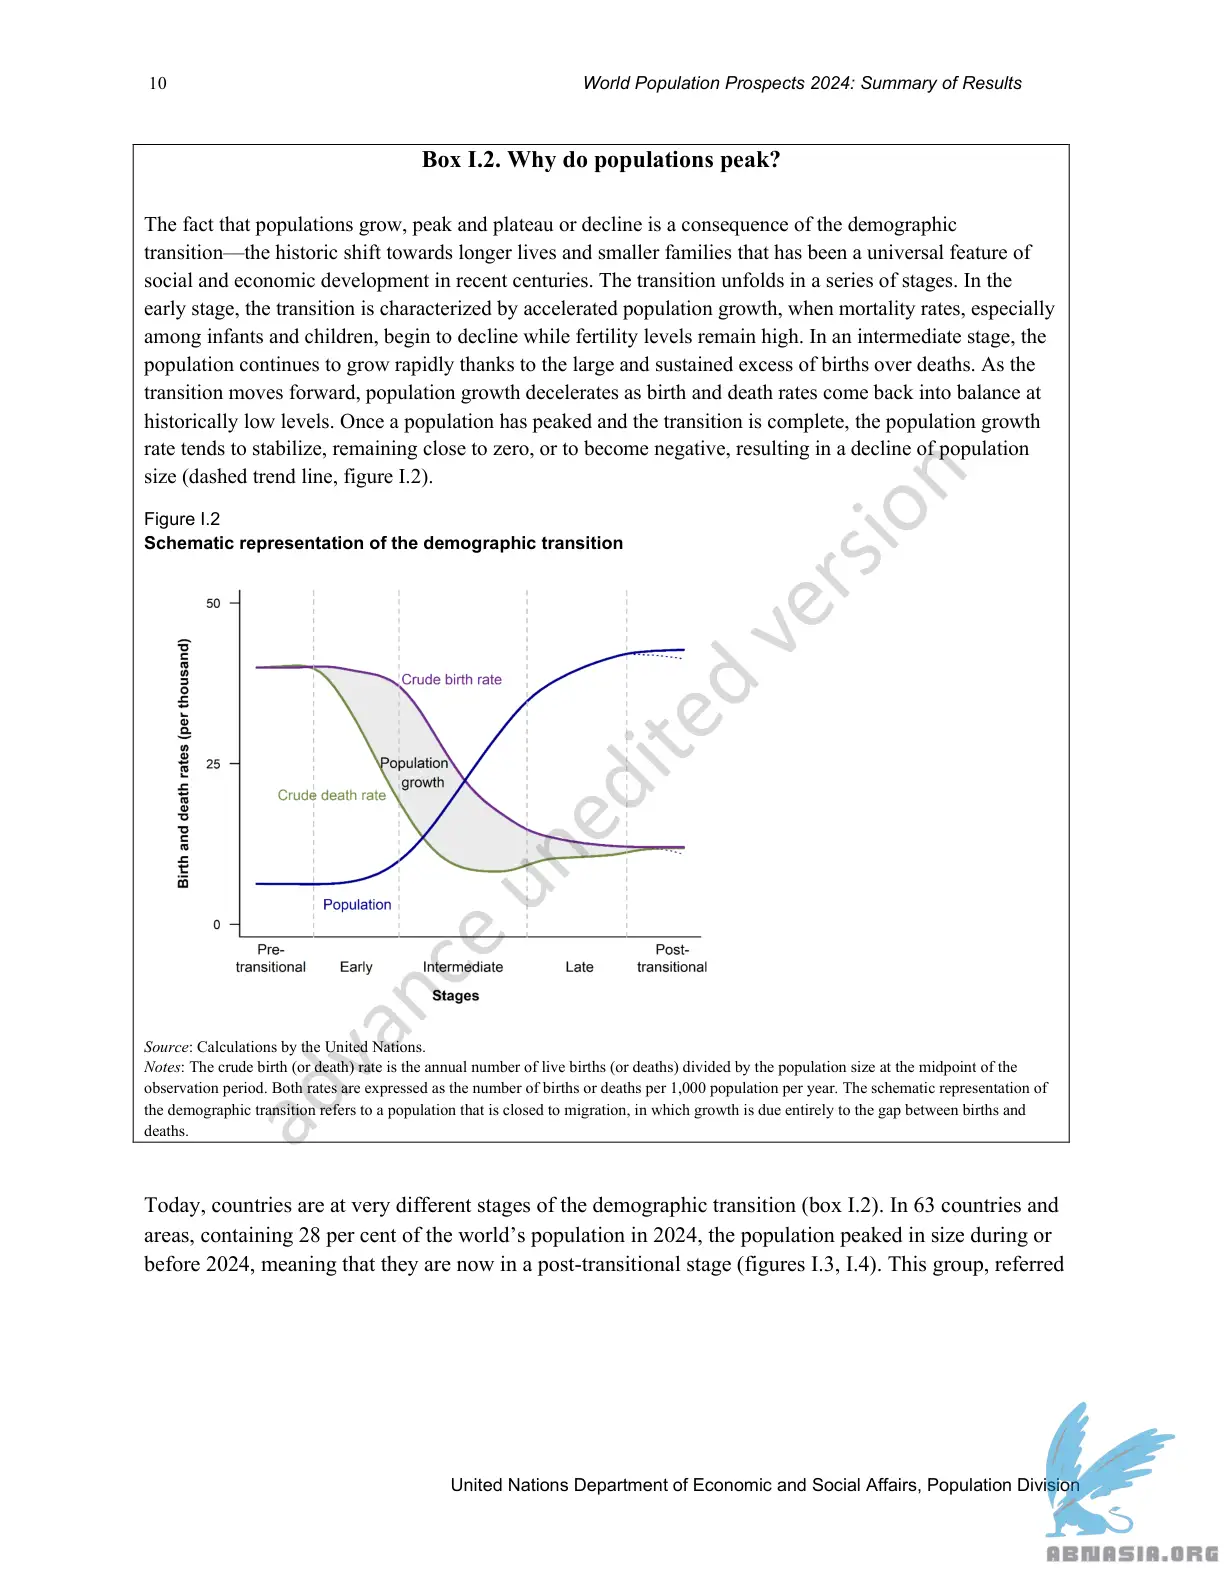 10
World Population Prospects 2024: Summary of Results
Box I.2. Why do populations peak?
The fact that populations grow, peak and plateau or decline is a consequence of the demographic
transition—the historic shift towards longer lives and smaller families that has been a universal feature of
social and economic development in recent centuries. The transition unfolds in a series of stages. In the
early stage, the transition is characterized by accelerated population growth, when mortality rates, especially
among infants and children, begin to decline while fertility levels remain high. In an intermediate stage, the
population continues to grow rapidly thanks to the large and sustained excess of births over deaths. As the
transition moves forward, population growth decelerates as birth and death rates come back into balance at
historically low levels. Once a population has peaked and the transition is complete, the population growth
rate tends to stabilize, remaining close to zero, or to become negative, resulting in a decline of population
size (dashed trend line, figure I.2).
Figure I.2
Schematic representation of the demographic transition
Birth and death rates (per thousand)
50
25
0
Crude birth rate
Population
growth
Crude death rate
Population
Pre-
transitional
Early
Intermediate
Late
Post-
transitional
Stages
Source: Calculations by the United Nations.
Notes: The crude birth (or death) rate is the annual number of live births (or deaths) divided by the population size at the midpoint of the
observation period. Both rates are expressed as the number of births or deaths per 1,000 population per year. The schematic representation of
the demographic transition refers to a population that is closed to migration, in which growth is due entirely to the gap between births and
deaths.
advance unedited version
Today, countries are at very different stages of the demographic transition (box I.2). In 63 countries and
areas, containing 28 per cent of the world's population in 2024, the population peaked in size during or
before 2024, meaning that they are now in a post-transitional stage (figures I.3, I.4). This group, referred
United Nations Department of Economic and Social Affairs, Population Division
ABNASIA.ORG